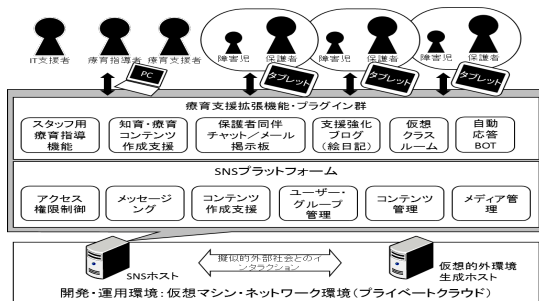 IT支援者
療育指導者
療育支援者
障害児
保護者
障害児
保護者
障害児
保護者
PC
タブレット
タブレット
タブレット
療育支援拡張機能・プラグイン群
スタッフ用
療育指導
機能
知育・療育
コンテンツ
作成支援
保護者同伴
チャット/メール
掲示板
支援強化
ブログ
(絵日記)
仮想
クラス
ルーム
自動
応答
BOT
SNSプラットフォーム
アクセス
権限制御
メッセージ
ング
コンテンツ
作成支援
ユーザー・
グループ
管理
コンテンツ
管理
メディア管
理
SNSホスト
擬似的外部社会とのイ
ンタラクション
仮想的外環境
生成ホスト
開発・運用環境:仮想マシン・ネットワーク環境(プライベートクラウド)